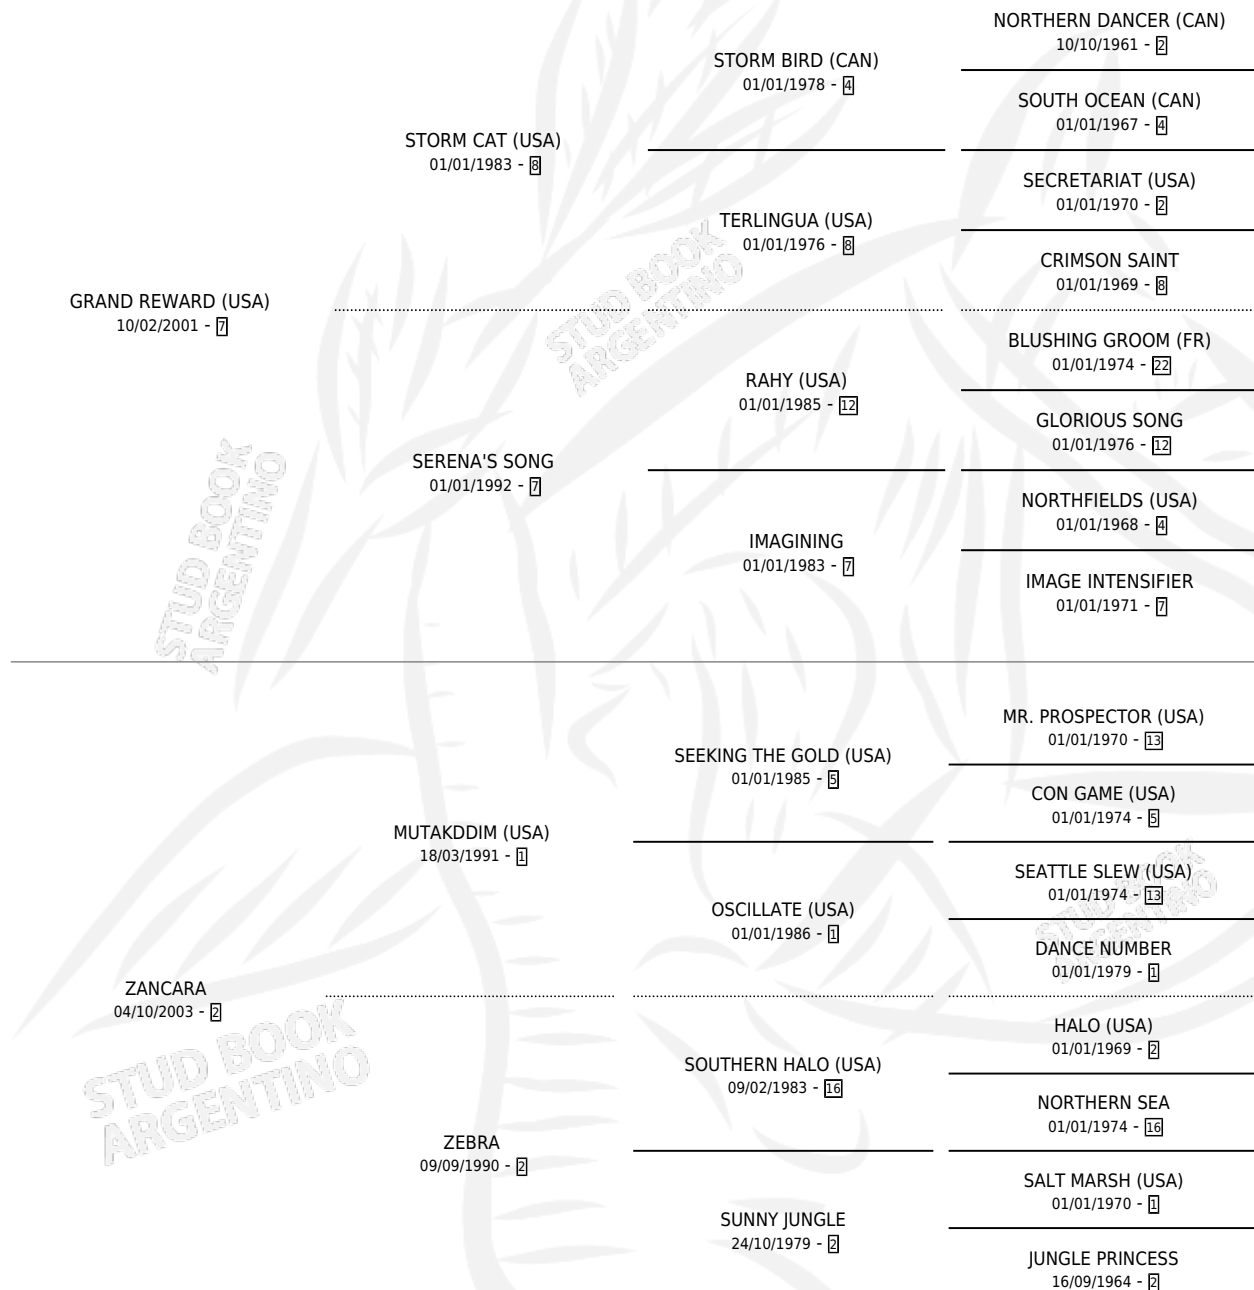 NORTHERN DANCER (CAN)
10/10/1961 - 2
STORM BIRD (CAN)
01/01/1978 - 4
SOUTH OCEAN (CAN)
01/01/1967 - 4
STORM CAT (USA)
01/01/1983 - 8
SECRETARIAT (USA)
01/01/1970 - 2
TERLINGUA (USA)
01/01/1976 - 8
CRIMSON SAINT
01/01/1969 - 8
GRAND REWARD (USA)
10/02/2001 - 7
BLUSHING GROOM (FR)
01/01/1974 - 22
RAHY (USA)
01/01/1985 - 12
GLORIOUS SONG
01/01/1976 - 12
SERENA'S SONG
01/01/1992 - 7
NORTHFIELDS (USA)
01/01/1968 - 4
IMAGINING
01/01/1983 - 7
IMAGE INTENSIFIER
01/01/1971 - 7
MR. PROSPECTOR (USA)
01/01/1970 - 13
SEEKING THE GOLD (USA)
01/01/1985 - 5
CON GAME (USA)
01/01/1974 - 5
MUTAKDDIM (USA)
18/03/1991 - 1
SEATTLE SLEW (USA)
01/01/1974 - 13
OSCILLATE (USA)
01/01/1986 - 1
DANCE NUMBER
01/01/1979 - 1
ZANCARA
04/10/2003 - 2
HALO (USA)
01/01/1969 - 2
SOUTHERN HALO (USA)
09/02/1983 - 16
NORTHERN SEA
01/01/1974 - 16
ZEBRA
09/09/1990 - 2
SALT MARSH (USA)
01/01/1970 - 1
SUNNY JUNGLE
24/10/1979 - 2
JUNGLE PRINCESS
16/09/1964 - 2
STUD BOOK
ARGENTINO
STUD BOOK
ARGENTINO
STUD BOOK
ARGENTINO
STUD BOOK
ARGENTINO